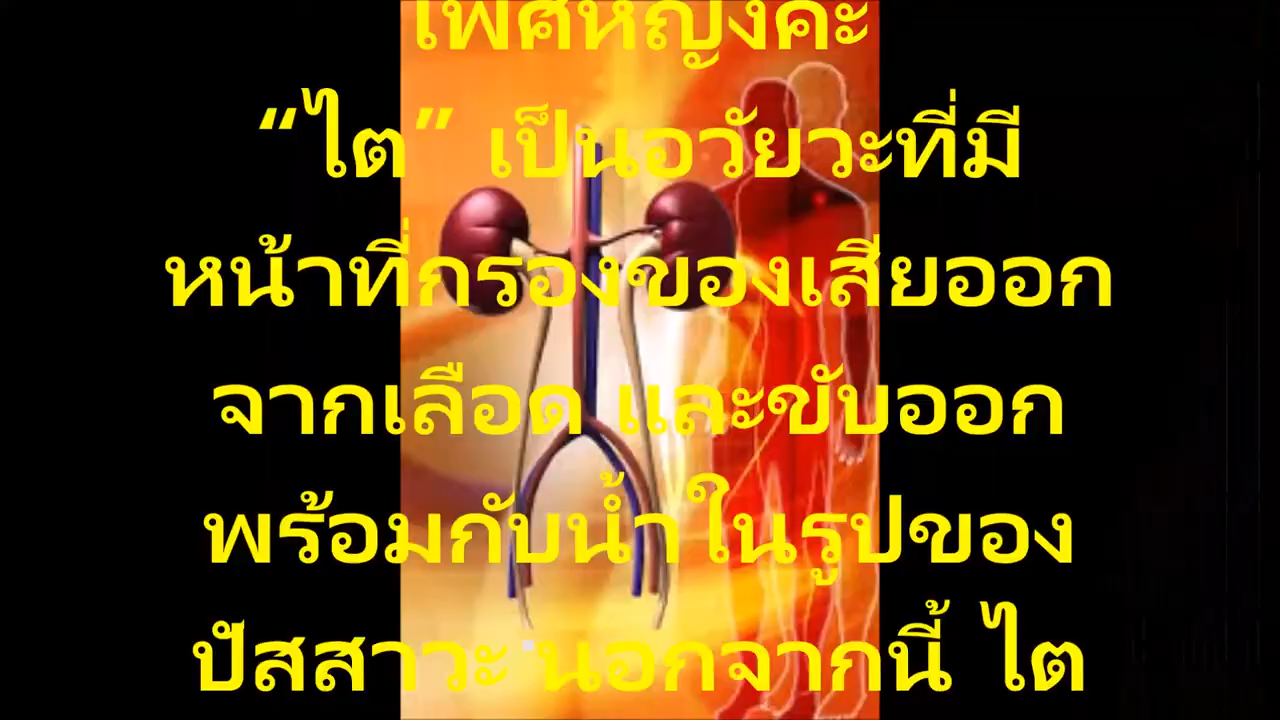 เพศหญิงค่ะ
“ไต” เป็นอวัยวะที่มี
หน้าที่กรองของเสียออก
จากเลือด และขับออก
พร้อมกับน้ำในรูปของ
ปัสสาวะ นอกจากนี้ ไต